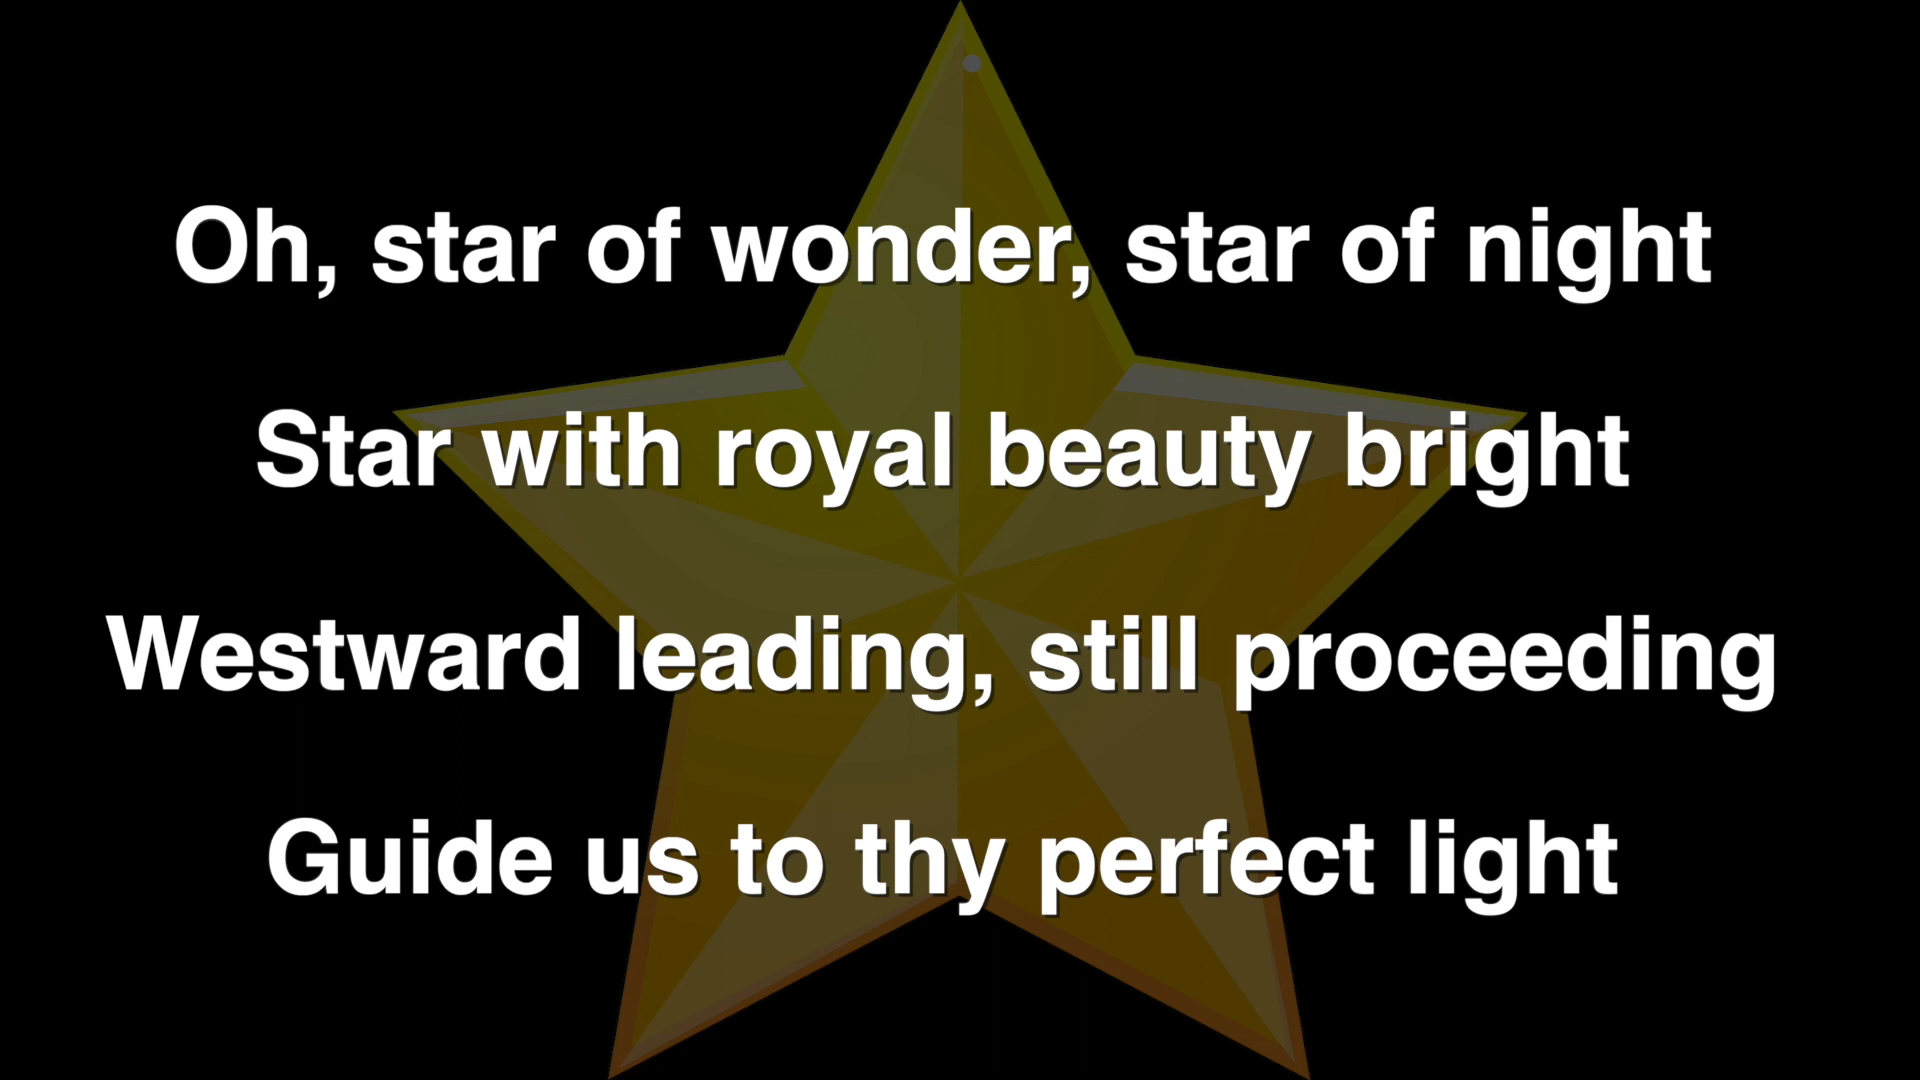 Oh, star of wonder, star of night
Star with royal beauty bright
Westward leading, still proceeding
Guide us to thy perfect light